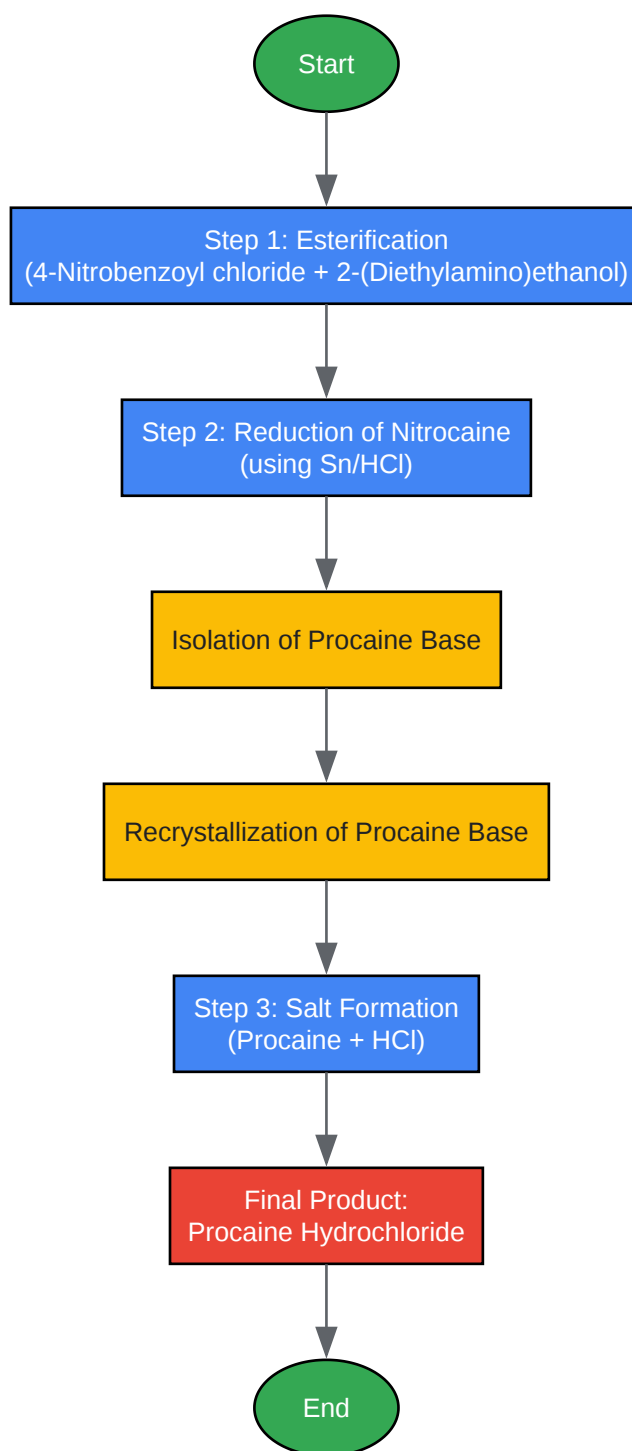 Start
Step 1: Esterification
(4-Nitrobenzoyl chloride + 2-(Diethylamino)ethanol)
Step 2: Reduction of Nitrocaine
(using Sn/HCl)
Isolation of Procaine Base
Recrystallization of Procaine Base
Step 3: Salt Formation
(Procaine + HCl)
Final Product:
Procaine Hydrochloride
End